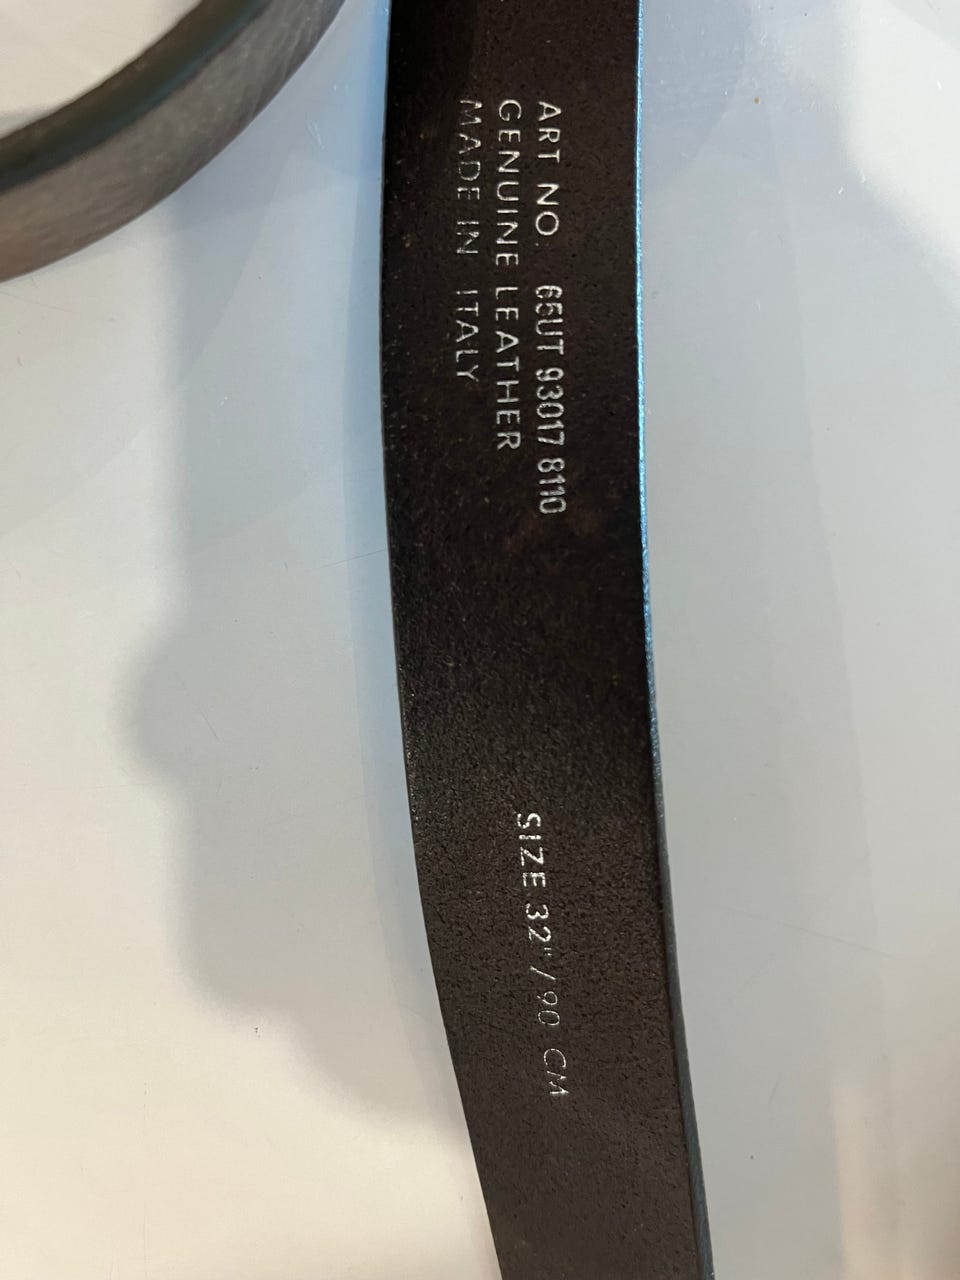 ART NO. 65UT 93017 8110
GENUINE LEATHER
MADE IN ITALY
SIZE 32" / 90 CM